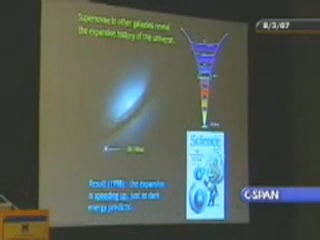 Supernovae in other galaxies reveal
the expansion history of the universe...
8/3/07
Science
Result (1998): the expansion
is speeding up, just as dark
energy predicts.
C-SPAN